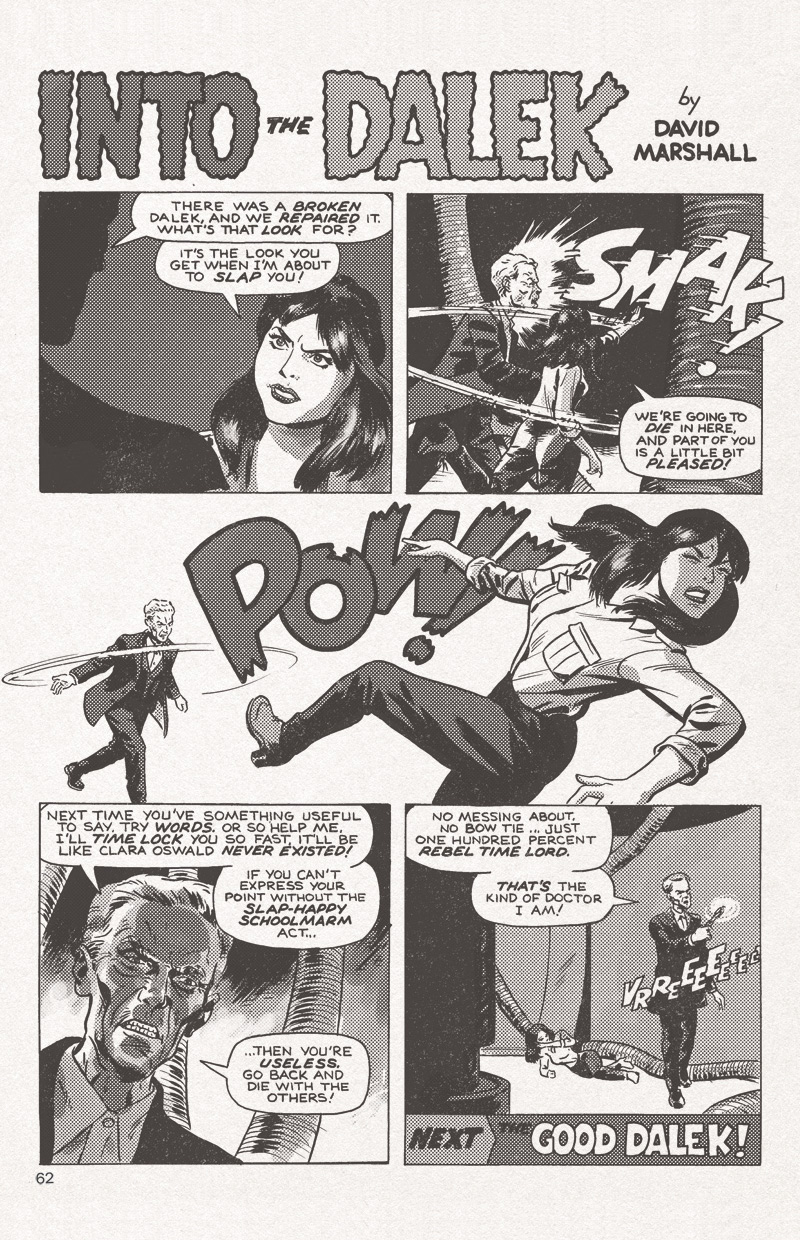 INTO THE DALEK
by
DAVID
MARSHALL
THERE WAS A BROKEN
DALEK, AND WE REPAIRED IT.
WHAT'S THAT LOOK FOR?
IT'S THE LOOK YOU
GET WHEN I'M ABOUT
TO SLAP YOU!
SMAK!
WE'RE GOING TO
DIE IN HERE,
AND PART OF YOU
IS A LITTLE BIT
PLEASED!
POW!
NEXT TIME YOU'VE SOMETHING USEFUL
TO SAY, TRY WORDS. OR SO HELP ME,
I'LL TIME LOCK YOU SO FAST, IT'LL BE
LIKE CLARA OSWALD NEVER EXISTED!
IF YOU CAN'T
EXPRESS YOUR
POINT WITHOUT THE
SLAP-HAPPY
SCHOOLMARM
ACT...
...THEN YOU'RE
USELESS.
GO BACK AND
DIE WITH THE
OTHERS!
NO MESSING ABOUT,
NO BOW TIE... JUST
ONE HUNDRED PERCENT
REBEL TIME LORD.
THAT'S THE
KIND OF DOCTOR
I AM!
VRREEEEEEE
NEXT THE GOOD DALEK!
62